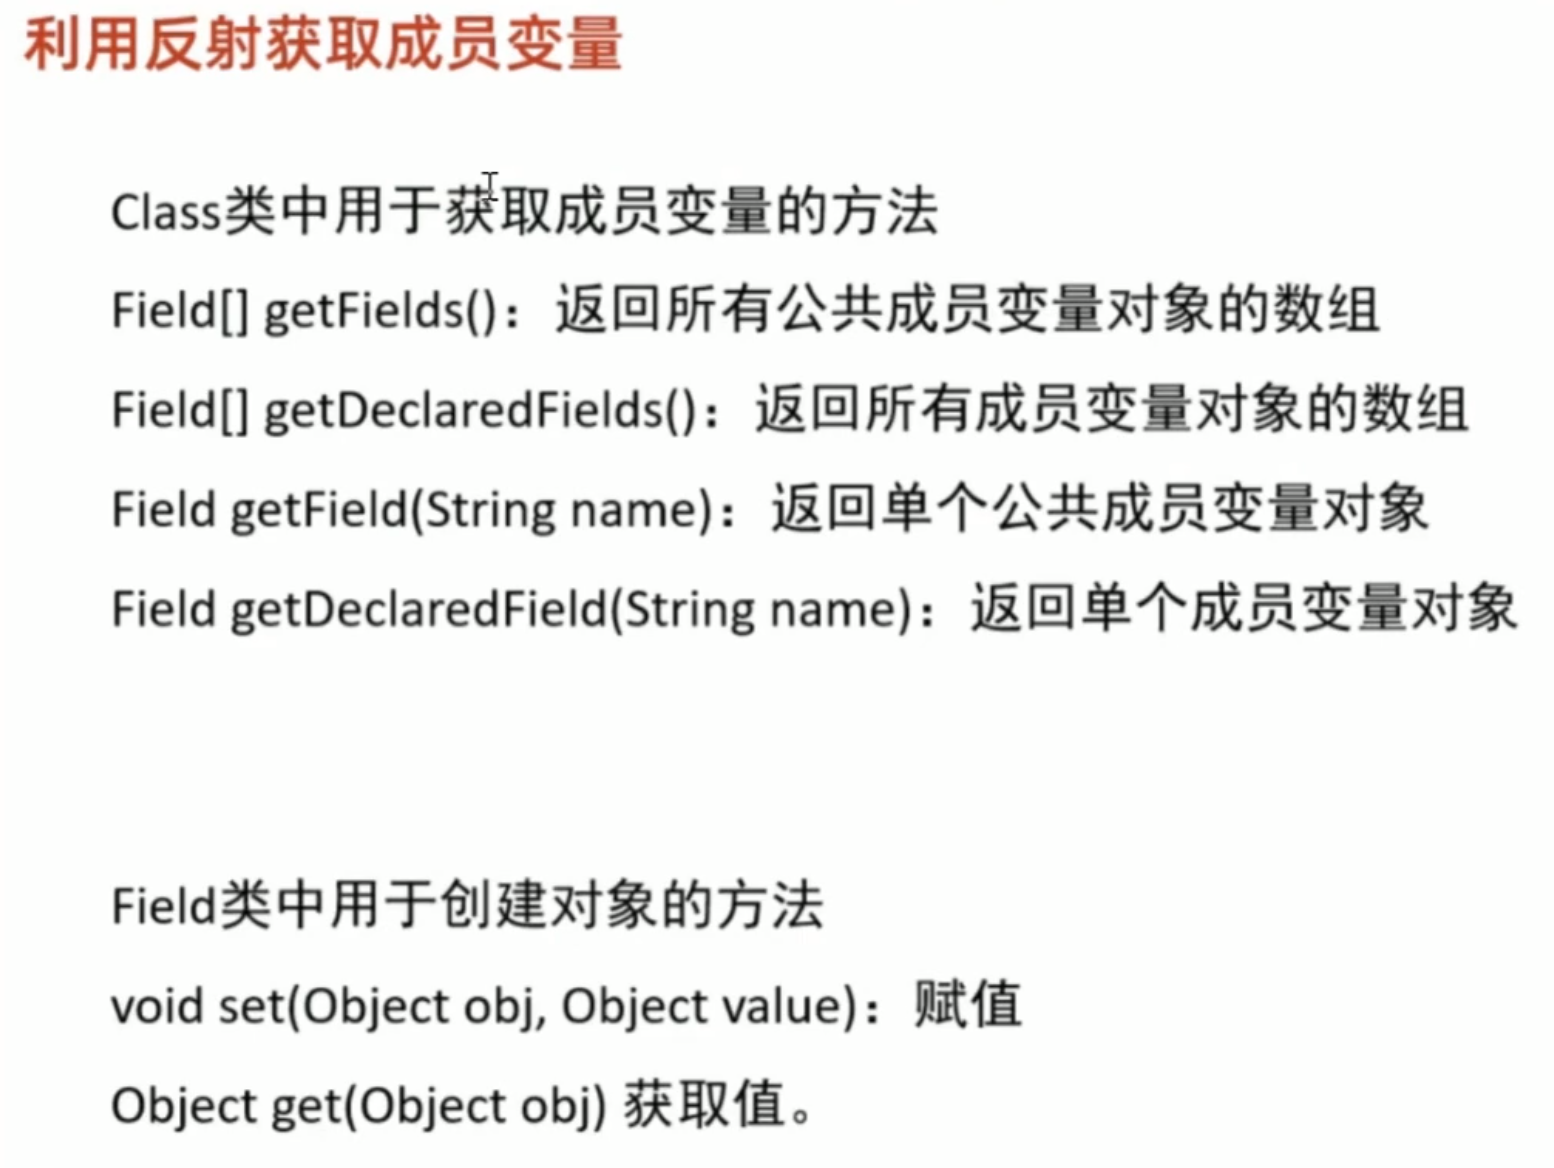 利用反射获取成员变量
Class类中用于获取成员变量的方法
Field[] getFields()：返回所有公共成员变量对象的数组
Field[] getDeclaredFields()：返回所有成员变量对象的数组
Field getField(String name)：返回单个公共成员变量对象
Field getDeclaredField(String name)：返回单个成员变量对象
Field类中用于创建对象的方法
void set(Object obj, Object value)：赋值
Object get(Object obj) 获取值。